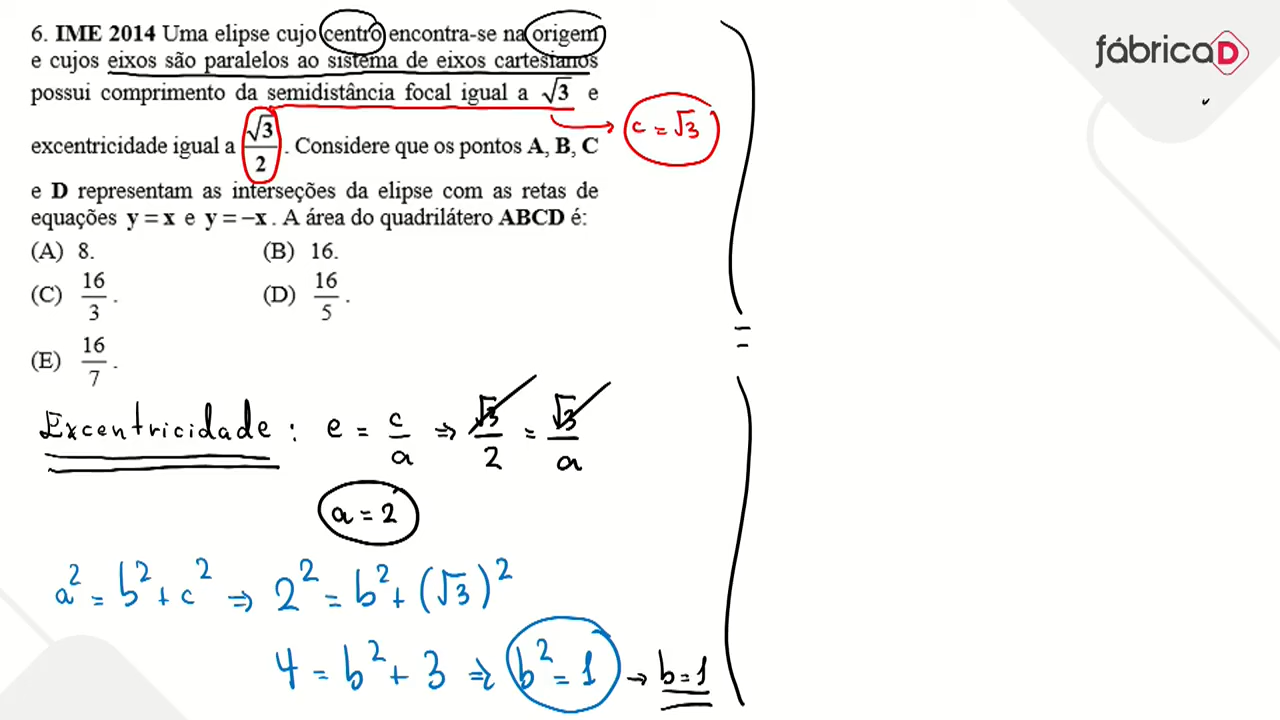 6. IME 2014 Uma elipse cujo centro encontra-se na origem
e cujos eixos são paralelos ao sistema de eixos cartesianos
possui comprimento da semidistância focal igual a √3 e
excentricidade igual a √3/2. Considere que os pontos A, B, C
e D representam as interseções da elipse com as retas de
equações y = x e y = −x. A área do quadrilátero ABCD é:
(A) 8. (B) 16.
(C) 16/3. (D) 16/5.
(E) 16/7.
c = √3
Excentricidade: e = c/a ⇒ √3/2 = √3/a
a = 2
a² = b² + c² ⇒ 2² = b² + (√3)²
4 = b² + 3 ⇒ b² = 1 → b = 1
=
fábricaD